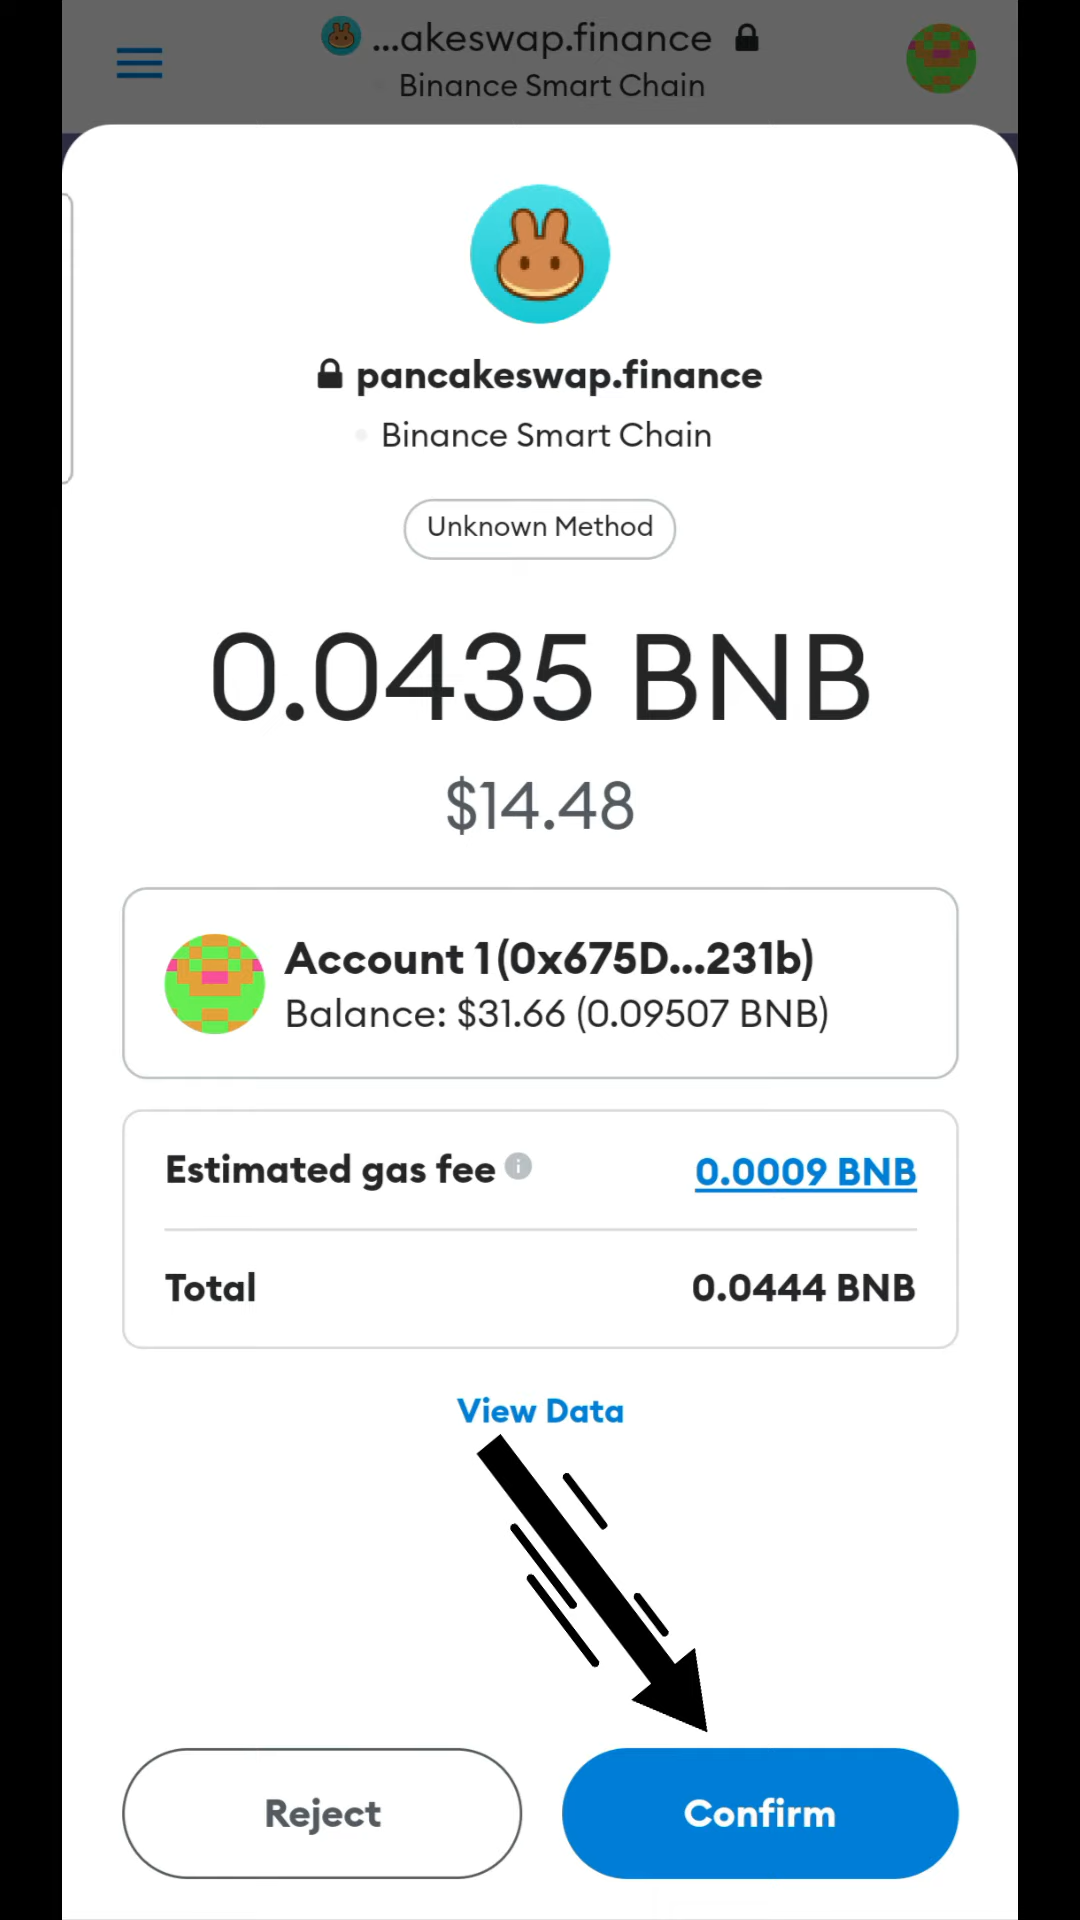 ...akeswap.finance
Binance Smart Chain
pancakeswap.finance
Binance Smart Chain
Unknown Method
0.0435 BNB
$14.48
Account 1 (0x675D...231b)
Balance: $31.66 (0.09507 BNB)
Estimated gas fee 0.0009 BNB
Total 0.0444 BNB
View Data
Reject Confirm